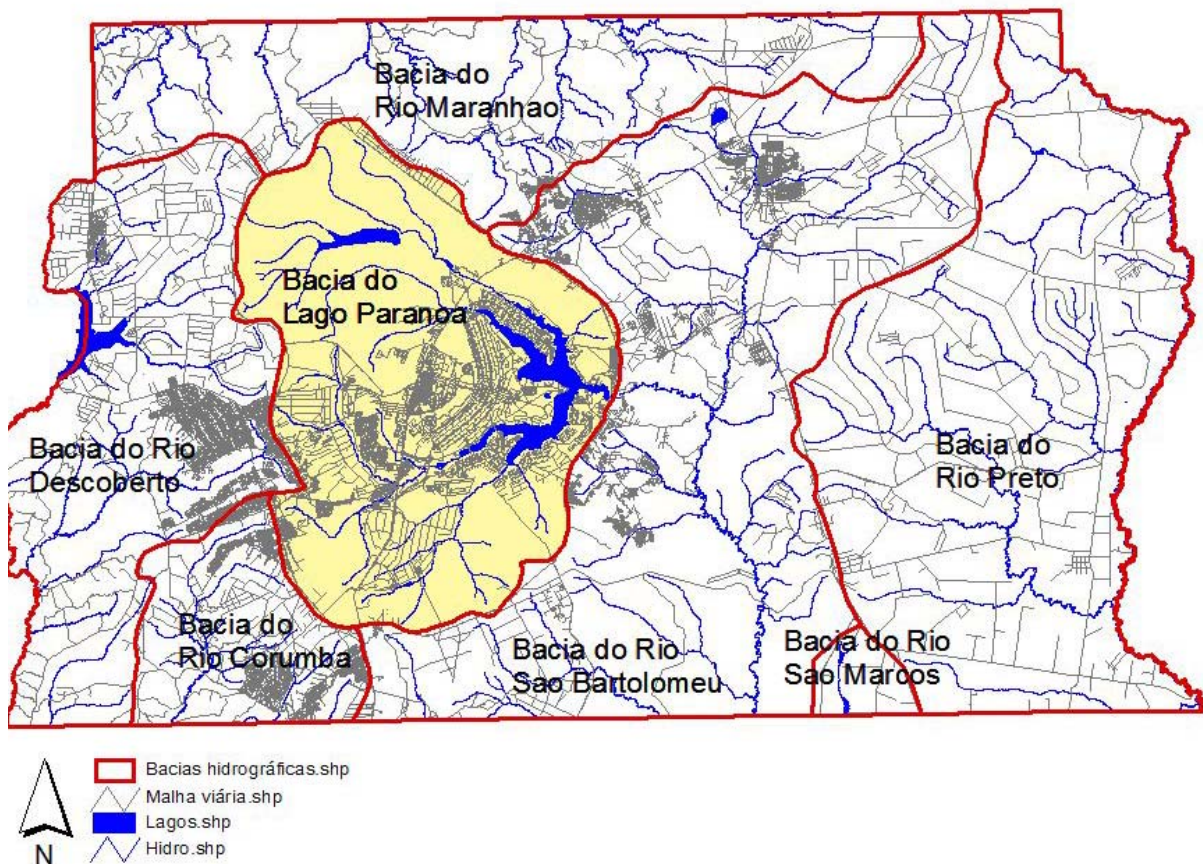 Bacia do
Rio Maranhao
Bacia do
Lago Paranoa
Bacia do Rio
Descoberto
Bacia do
Rio Preto
Bacia do
Rio Corumba
Bacia do Rio
Sao Bartolomeu
Bacia do Rio
Sao Marcos
Bacias hidrográficas.shp
Malha viária.shp
Lagos.shp
Hidro.shp
N